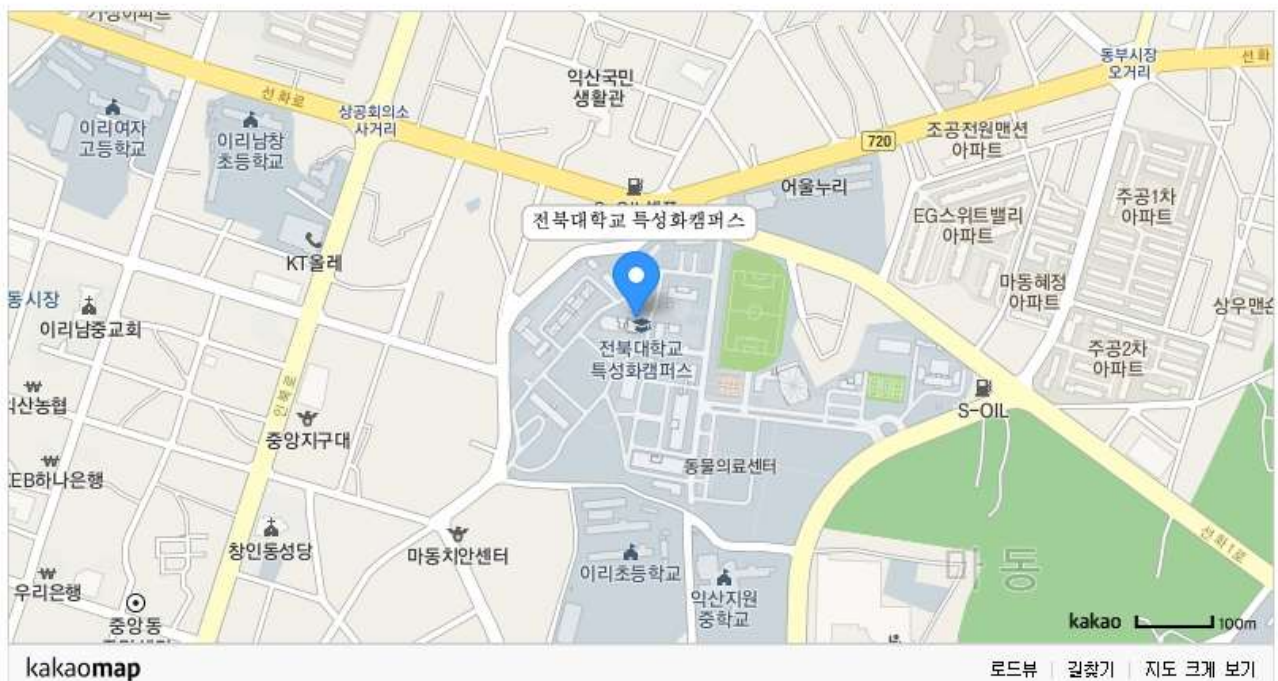 선화로
상공회의소
사거리
익산국민
생활관
동부시장
오거리
선화
이리여자
고등학교
이리남창
초등학교
720
조공전원맨션
아파트
어울누리
주공1차
아파트
EG스위트밸리
아파트
전북대학교 특성화캠퍼스
KT올레
마동혜정
아파트
상우맨션
동시장
이리남중교회
전북대학교
특성화캠퍼스
주공2차
아파트
인북로
S-OIL
익산농협
중앙지구대
KEB하나은행
동물의료센터
창인동성당
마동치안센터
이리초등학교
선화1로
마동
우리은행
익산지원
중학교
중앙동
kakao
100m
kakaomap
로드뷰 | 길찾기 | 지도 크게 보기